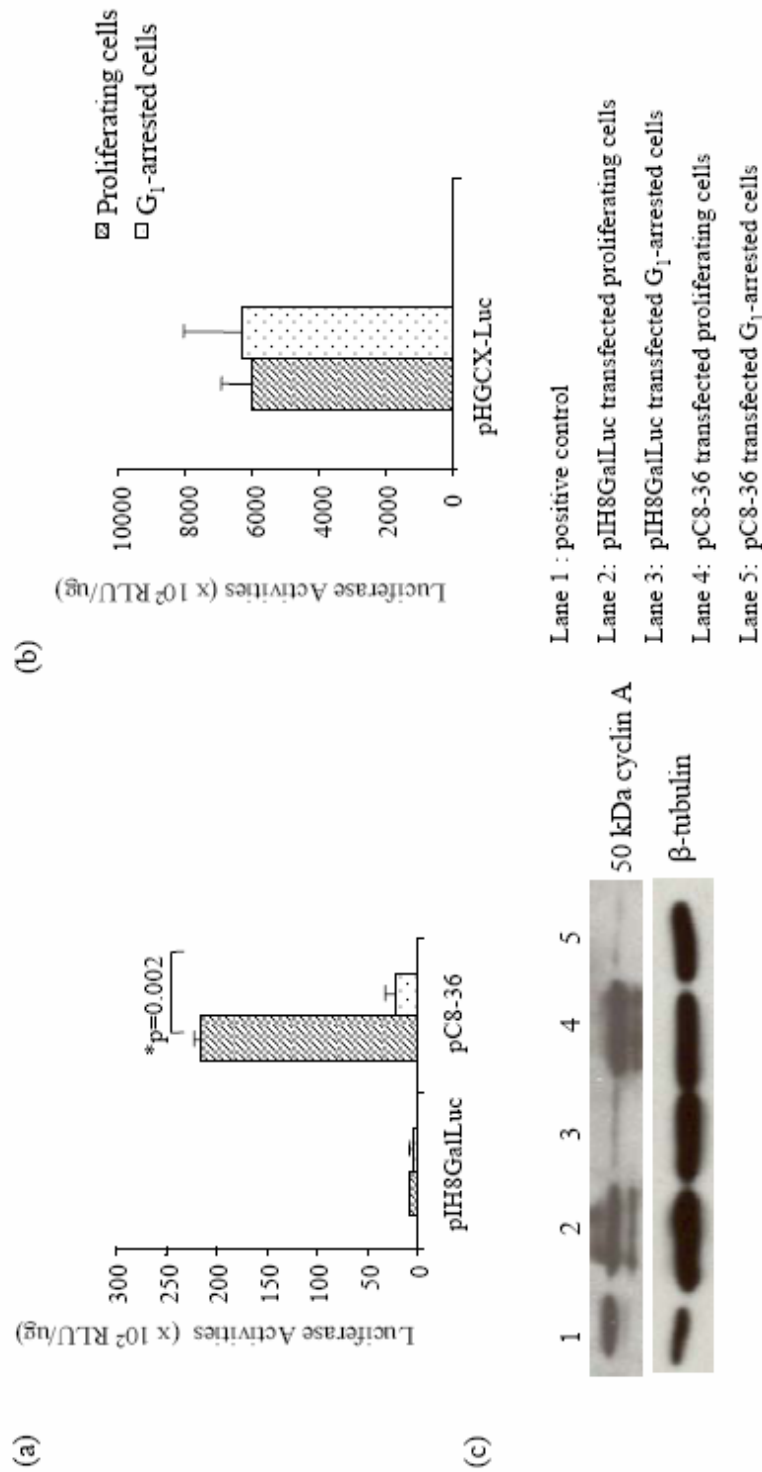 (a)
Luciferase Activities (x 10² RLU/ug)
300
250
200
150
100
50
0
*p=0.002
pIH8GalLuc
pC8-36
(b)
Luciferase Activities (x 10² RLU/ug)
10000
8000
6000
4000
2000
0
pHGCX-Luc
Proliferating cells
G₁-arrested cells
(c)
1 2 3 4 5
50 kDa cyclin A
β-tubulin
Lane 1 : positive control
Lane 2: pIH8GalLuc transfected proliferating cells
Lane 3: pIH8GalLuc transfected G₁-arrested cells
Lane 4: pC8-36 transfected proliferating cells
Lane 5: pC8-36 transfected G₁-arrested cells